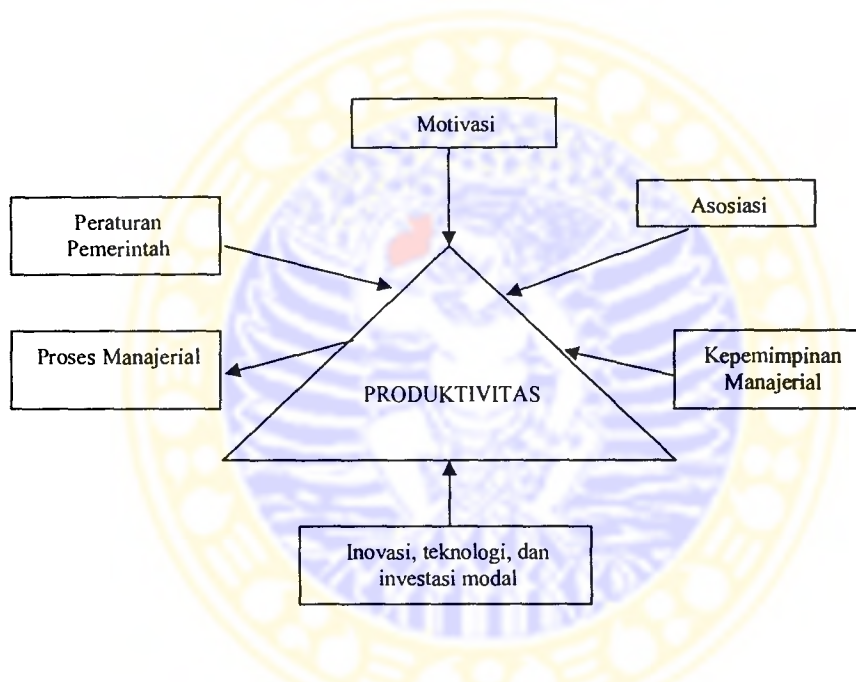 Motivasi
Asosiasi
Peraturan
Pemerintah
Proses Manajerial
Kepemimpinan
Manajerial
PRODUKTIVITAS
Inovasi, teknologi, dan
investasi modal